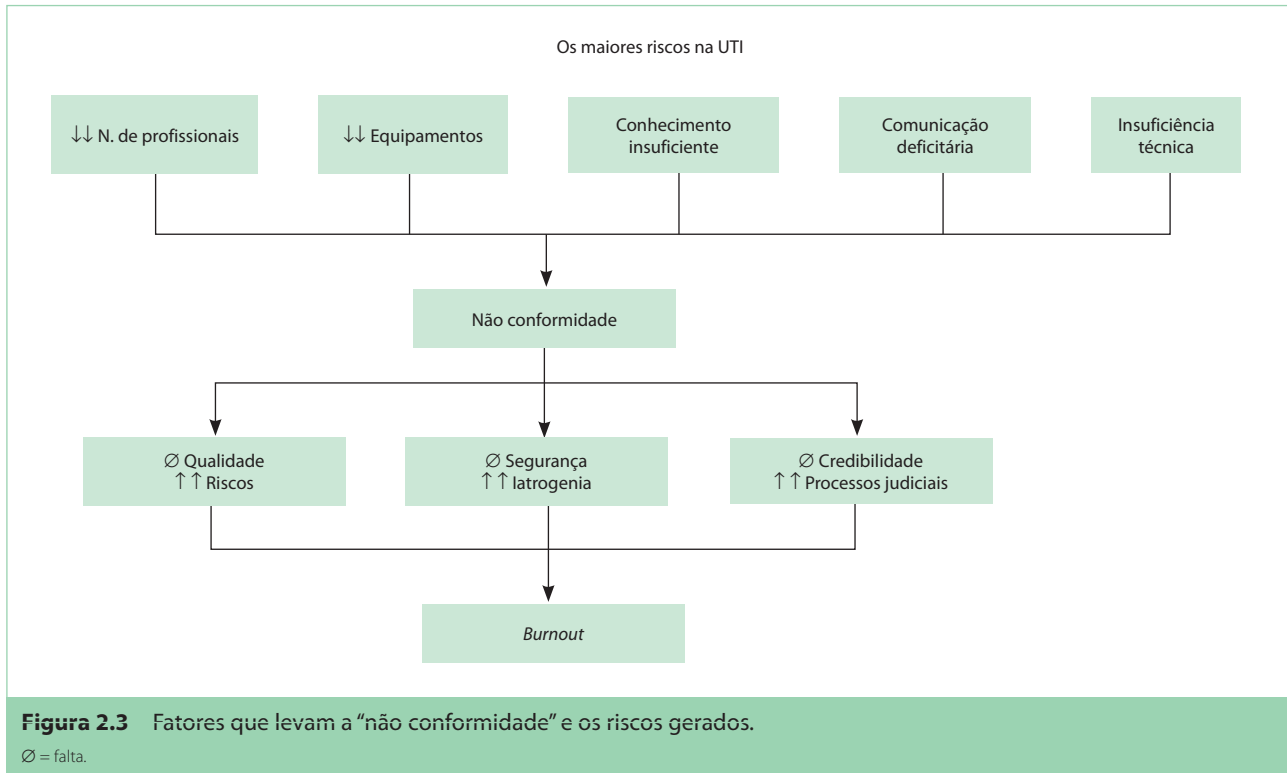 Os maiores riscos na UTI
↓↓ N. de profissionais
↓↓ Equipamentos
Conhecimento
insuficiente
Comunicação
deficitária
Insuficiência
técnica
Não conformidade
∅ Qualidade
↑↑ Riscos
∅ Segurança
↑↑ Iatrogenia
∅ Credibilidade
↑↑ Processos judiciais
Burnout
Figura 2.3 Fatores que levam a “não conformidade” e os riscos gerados.
∅ = falta.